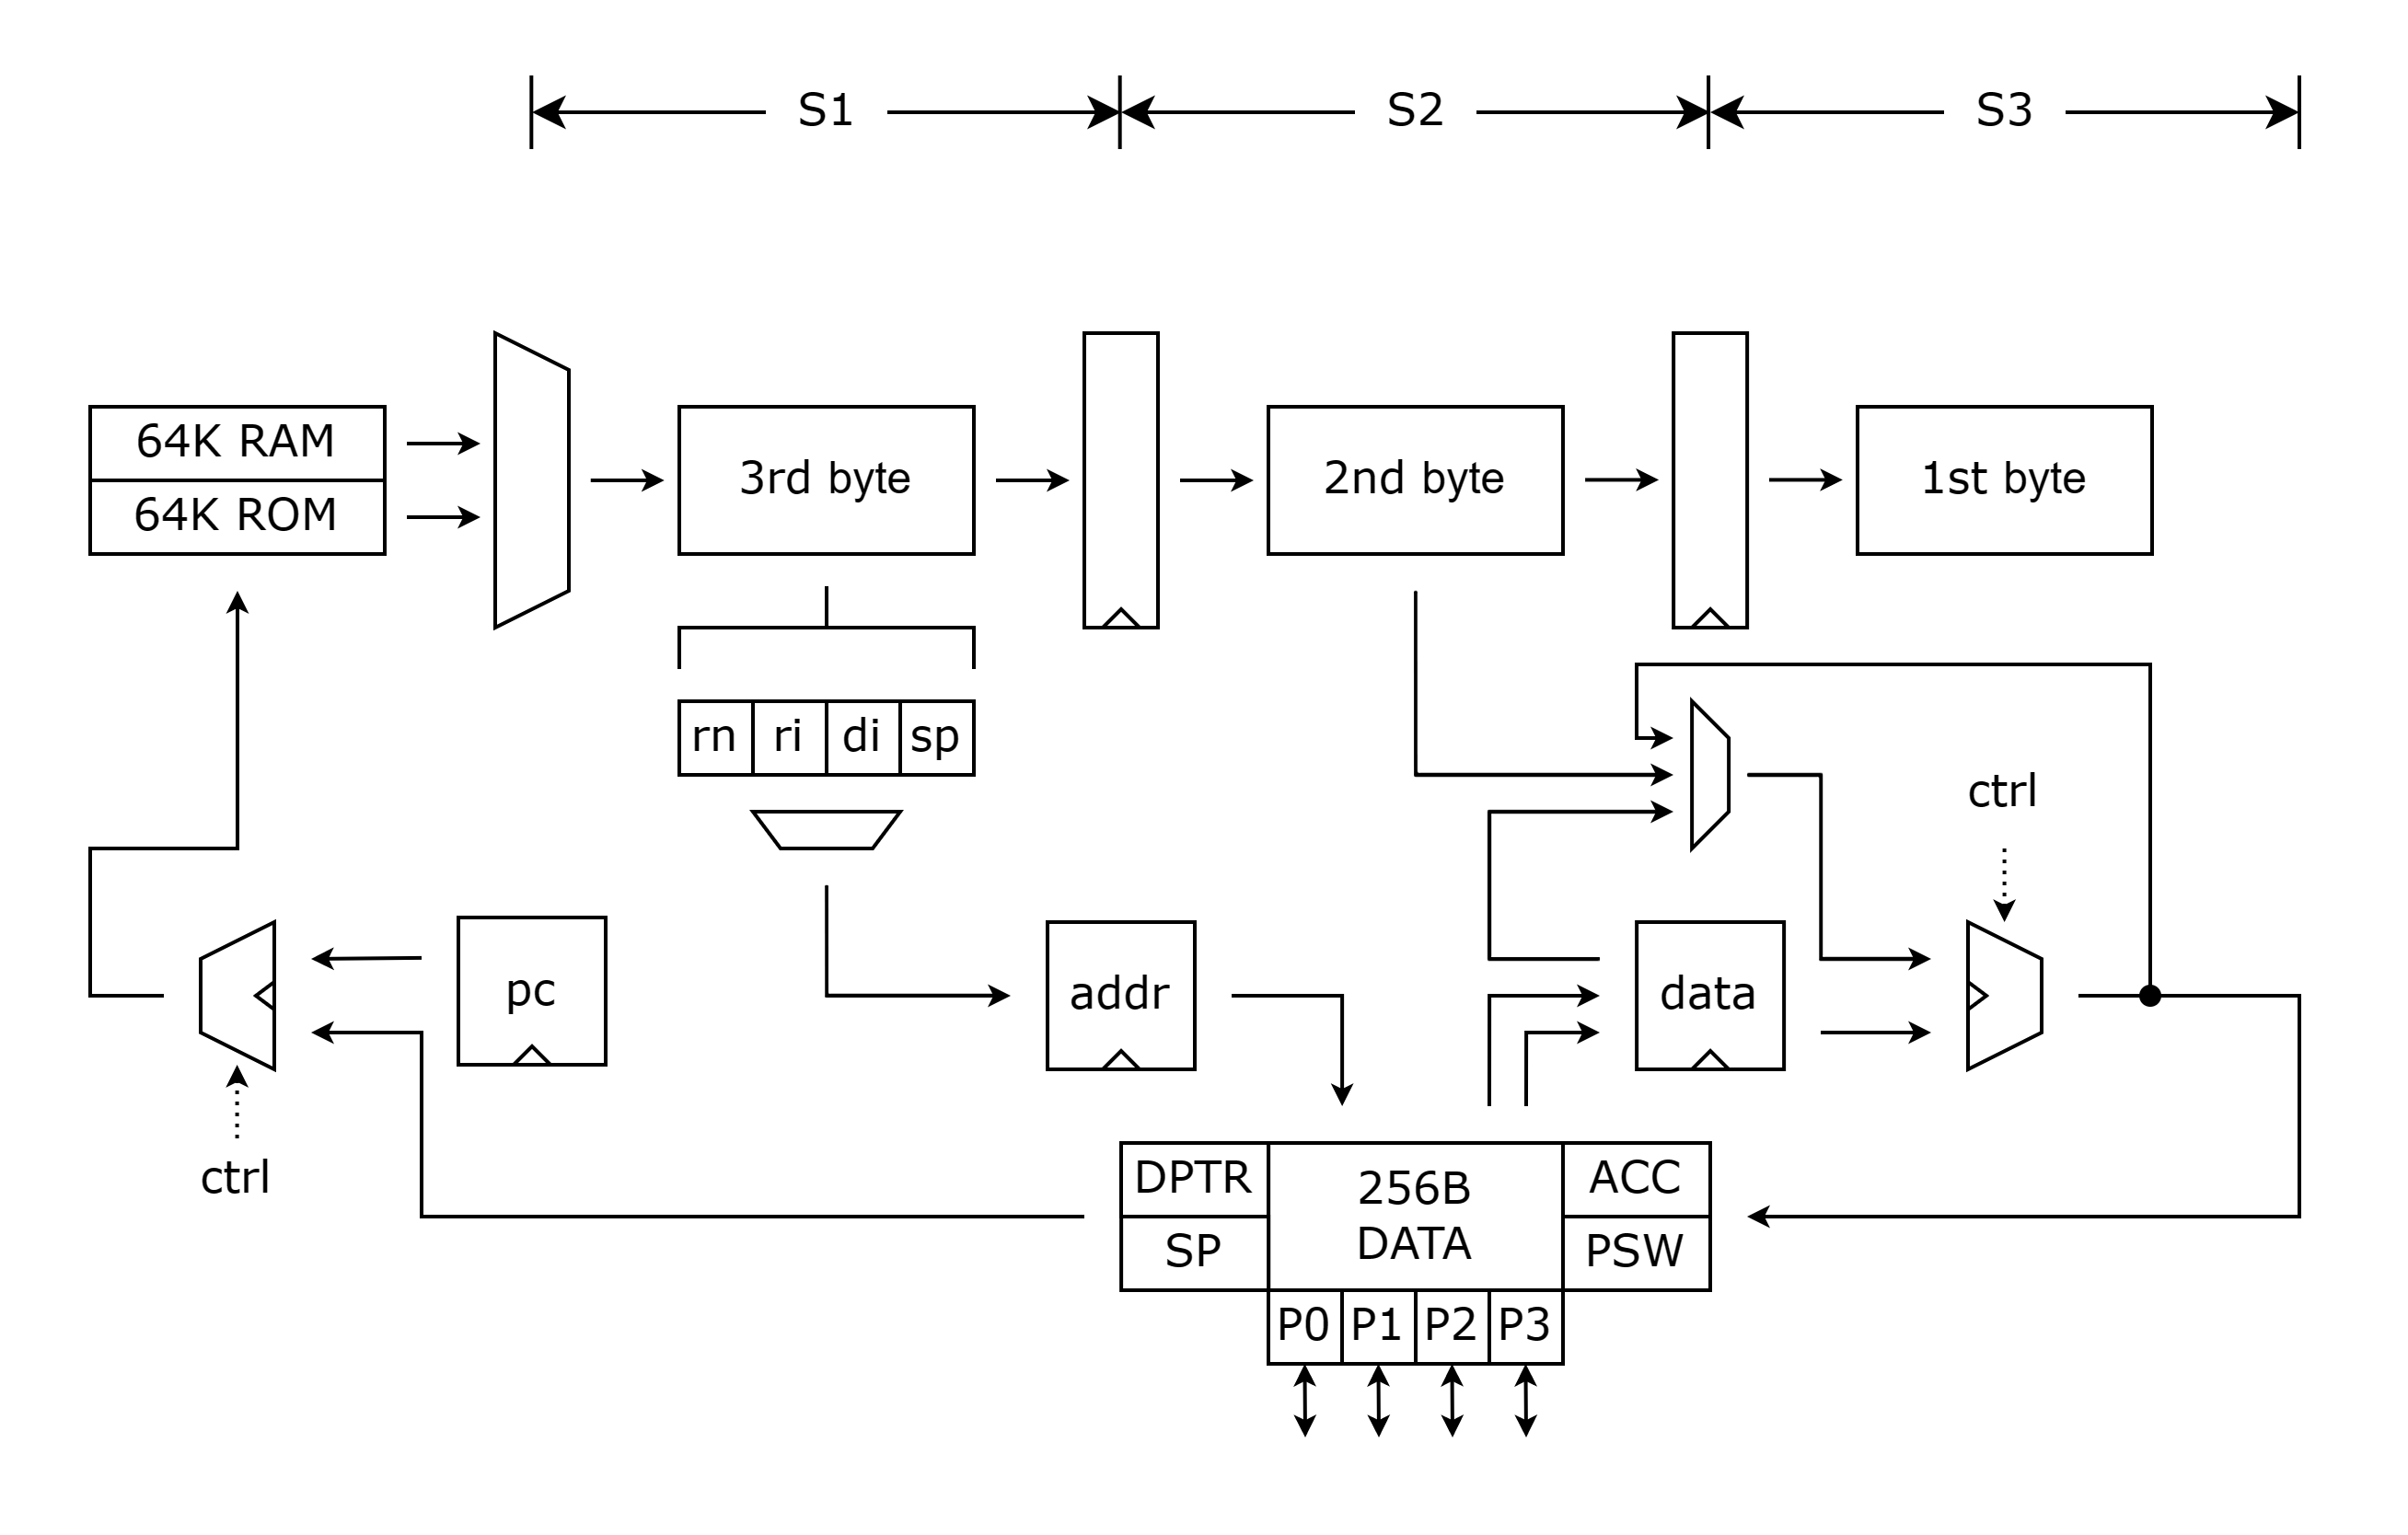 S1
S2
S3
64K RAM
64K ROM
3rd byte
2nd byte
1st byte
rn ri di sp
ctrl
pc
addr
data
ctrl
DPTR
SP
256B
DATA
ACC
PSW
P0 P1 P2 P3